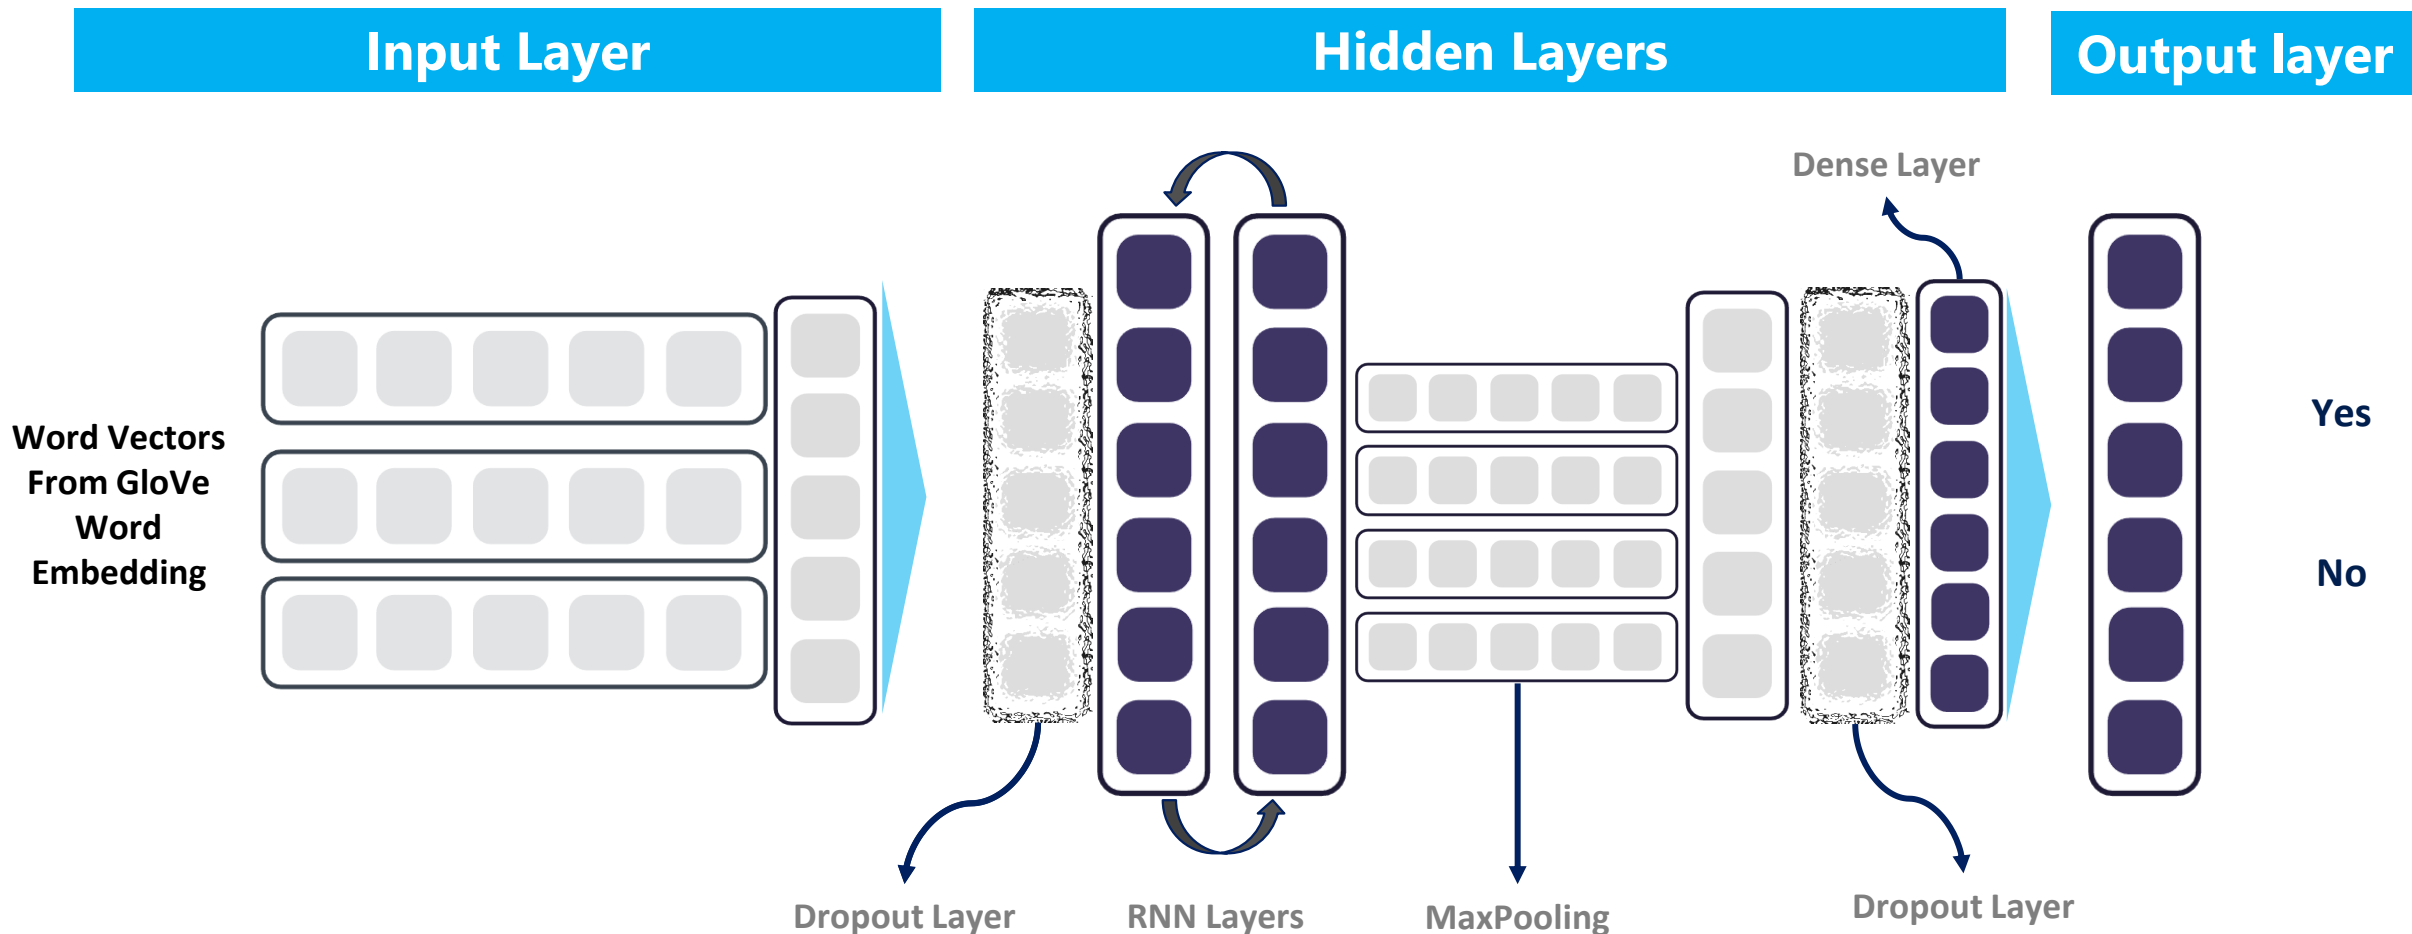 Input Layer
Hidden Layers
Output layer
Dense Layer
Word Vectors
From GloVe
Word
Embedding
Yes
No
Dropout Layer
RNN Layers
MaxPooling
Dropout Layer